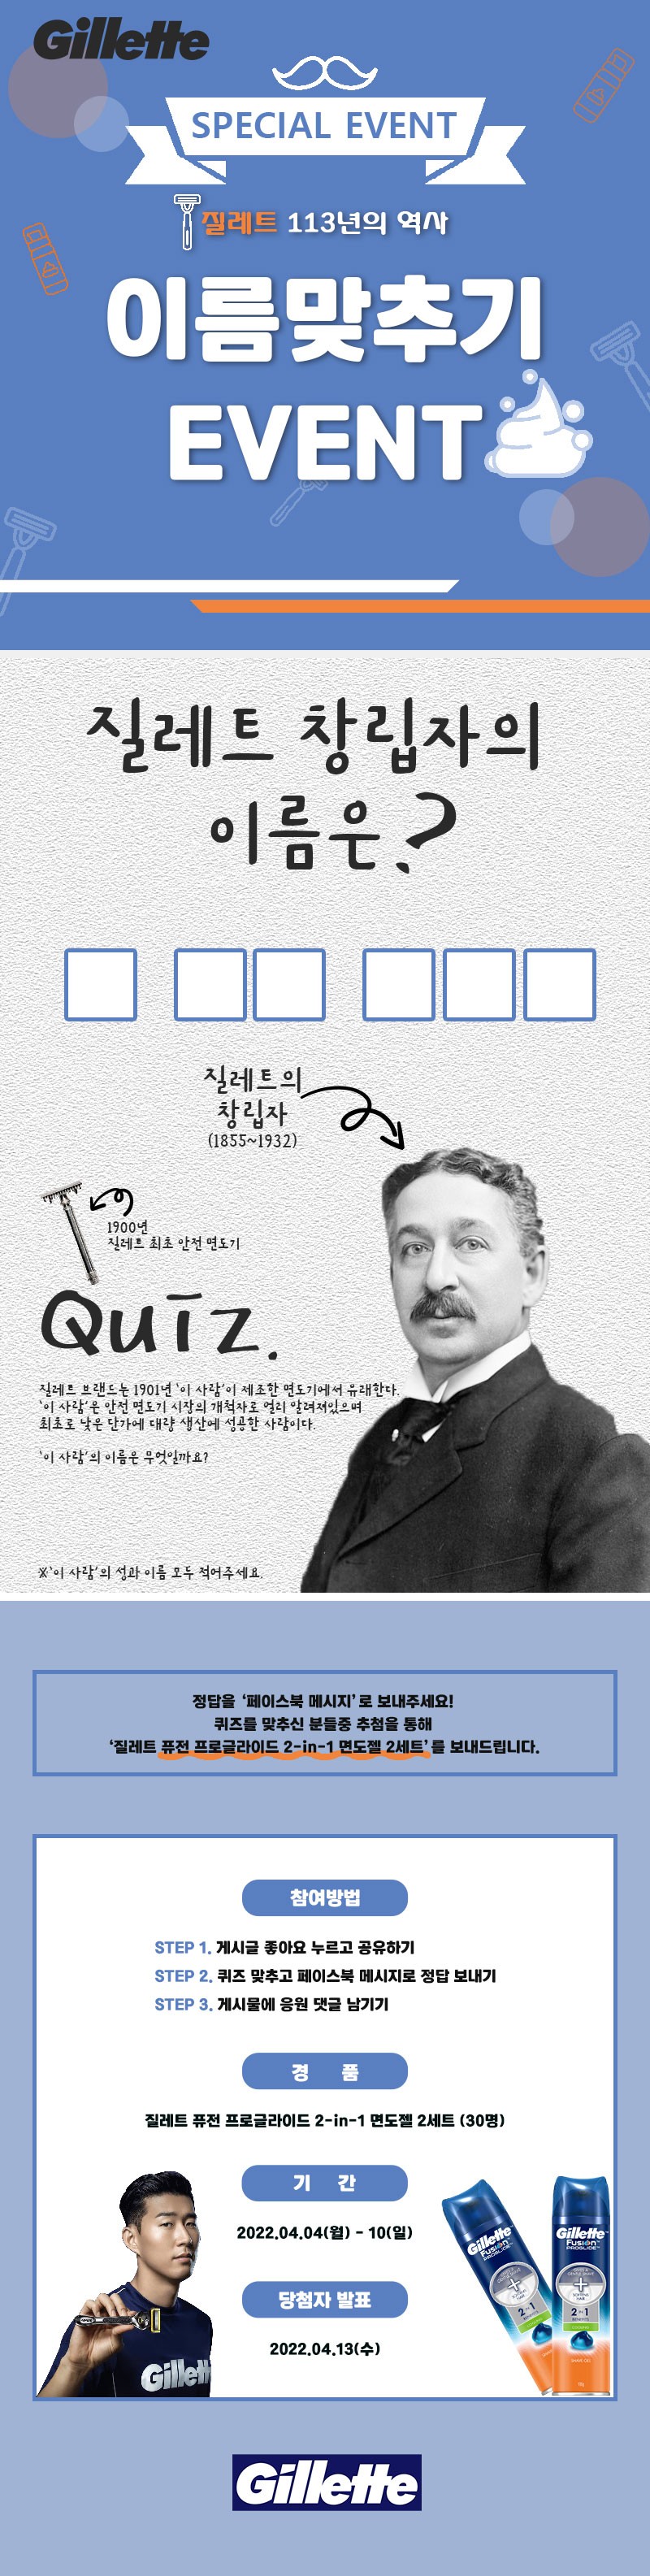 Gillette
SPECIAL EVENT
질레트 113년의 역사
이름맞추기
EVENT
질레트 창립자의
이름은?
질레트의
창립자
(1855~1932)
1900년
질레트 최초 안전 면도기
Quiz.
질레트 브랜드는 1901년 '이 사람'이 제조한 면도기에서 유래한다.
'이 사람'은 안전 면도기 시장의 개척자로 널리 알려져있으며
최초로 낮은 단가에 대량 생산에 성공한 사람이다.
'이 사람'의 이름은 무엇일까요?
※'이 사람'의 성과 이름 모두 적어주세요.
정답을 '페이스북 메시지'로 보내주세요!
퀴즈를 맞추신 분들중 추첨을 통해
'질레트 퓨전 프로글라이드 2-in-1 면도젤 2세트'를 보내드립니다.
참여방법
STEP 1. 게시글 좋아요 누르고 공유하기
STEP 2. 퀴즈 맞추고 페이스북 메시지로 정답 보내기
STEP 3. 게시물에 응원 댓글 남기기
경 품
질레트 퓨전 프로글라이드 2-in-1 면도젤 2세트 (30명)
기 간
2022.04.04(월) - 10(일)
당첨자 발표
2022.04.13(수)
Gillette
Gillette
Fusion
PROGLIDE
2 in 1
Gillette
Fusion
PROGLIDE
2 in 1
SHAVE GEL
Gillette